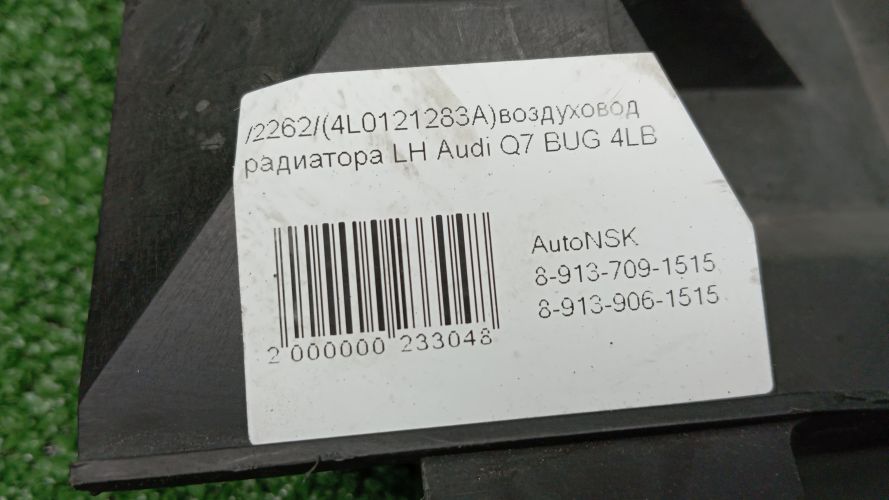 /2262/(4L0121283A)воздуховод
радиатора LH Audi Q7 BUG 4LB
AutoNSK
8-913-709-1515
8-913-906-1515
2 000000 233048